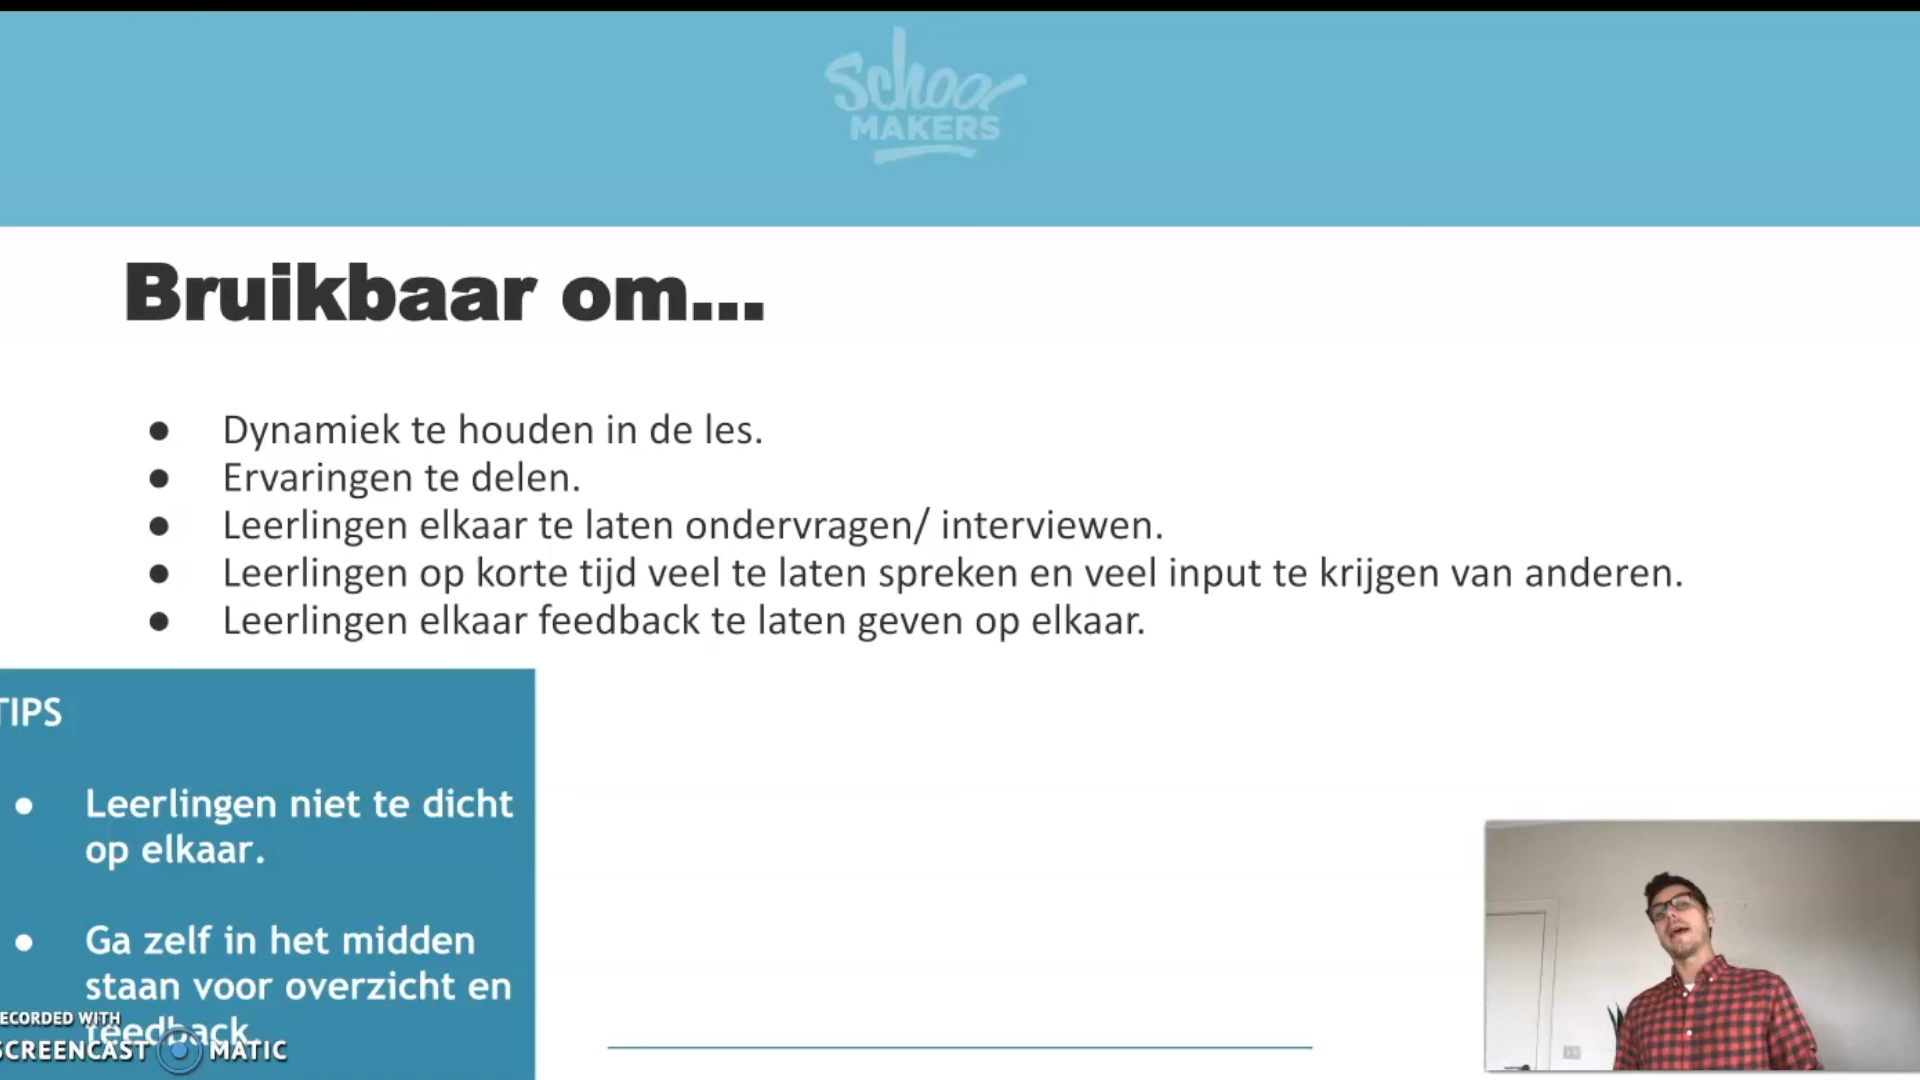 School
MAKERS
Bruikbaar om...
● Dynamiek te houden in de les.
● Ervaringen te delen.
● Leerlingen elkaar te laten ondervragen/ interviewen.
● Leerlingen op korte tijd veel te laten spreken en veel input te krijgen van anderen.
● Leerlingen elkaar feedback te laten geven op elkaar.
TIPS
● Leerlingen niet te dicht
op elkaar.
● Ga zelf in het midden
staan voor overzicht en
feedback.
ECORDED WITH
SCREENCAST MATIC